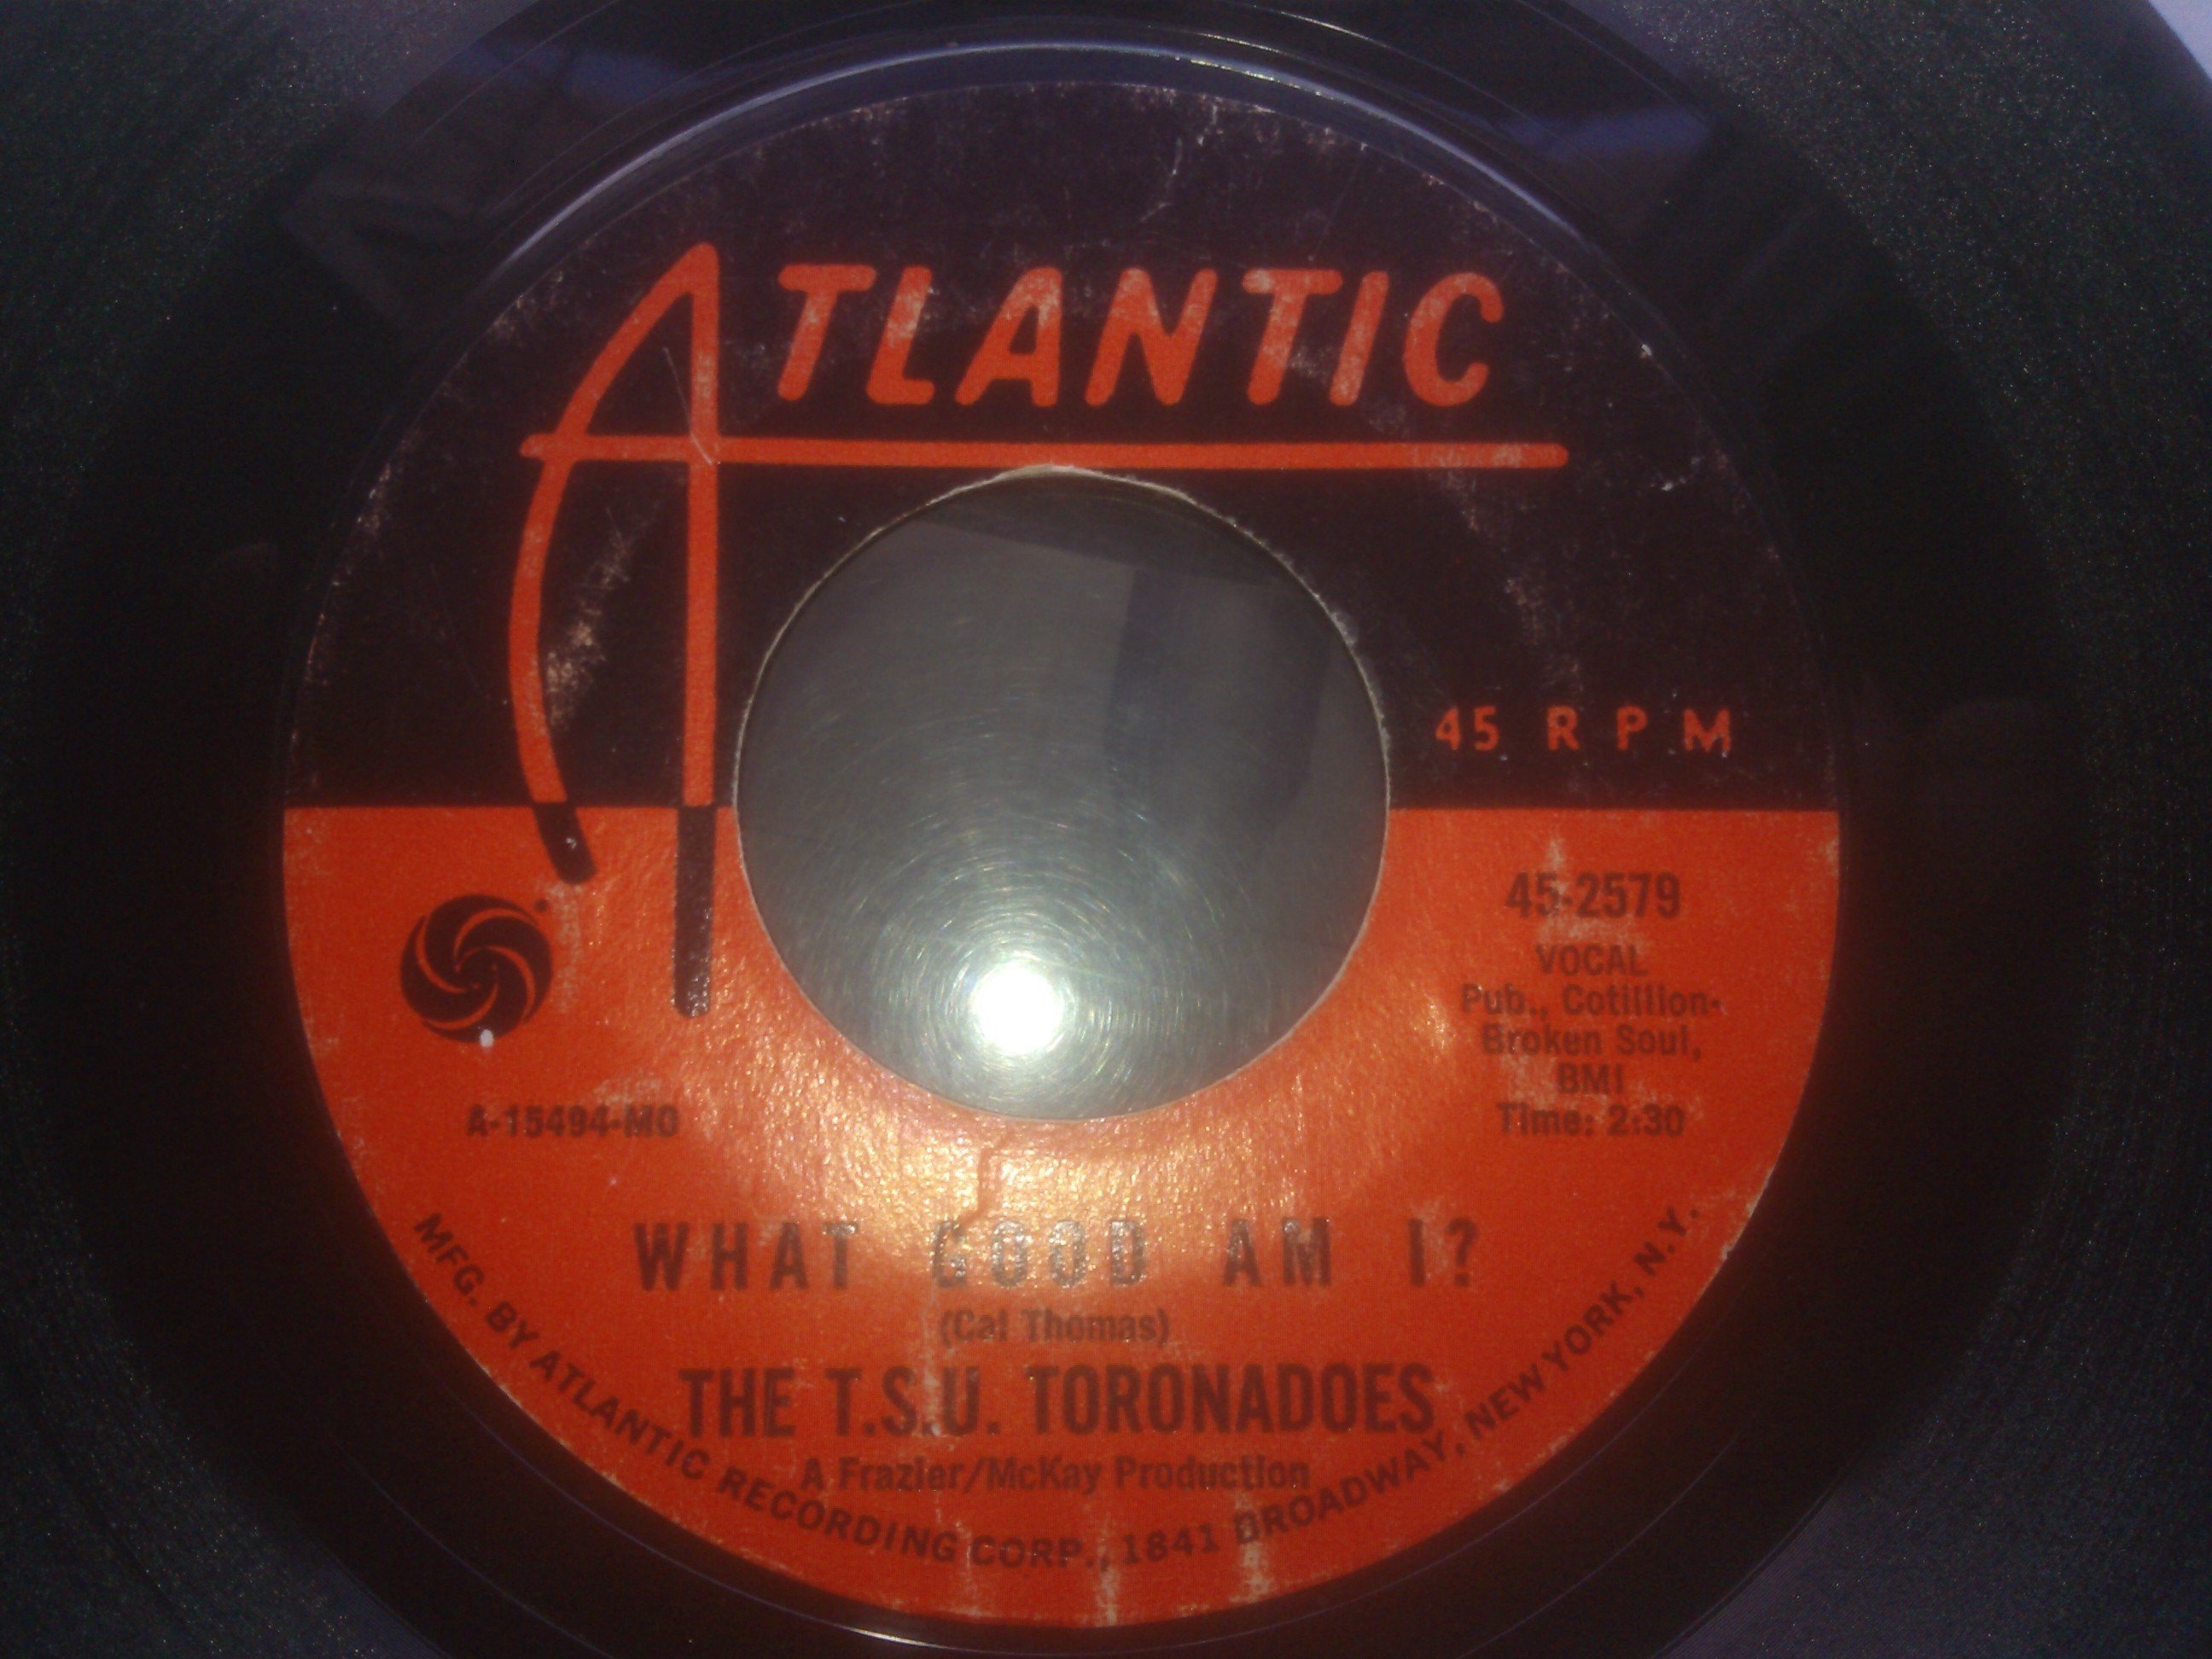 ATLANTIC
45 RPM
45-2579
VOCAL
Pub., Cotillion-
Broken Soul,
BMI
Time: 2:30
A-15494-MO
WHAT GOOD AM I?
(Cal Thomas)
THE T.S.U. TORONADOES
A Frazier/McKay Production
MFG. BY ATLANTIC RECORDING CORP., 1841 BROADWAY, NEW YORK, N.Y.